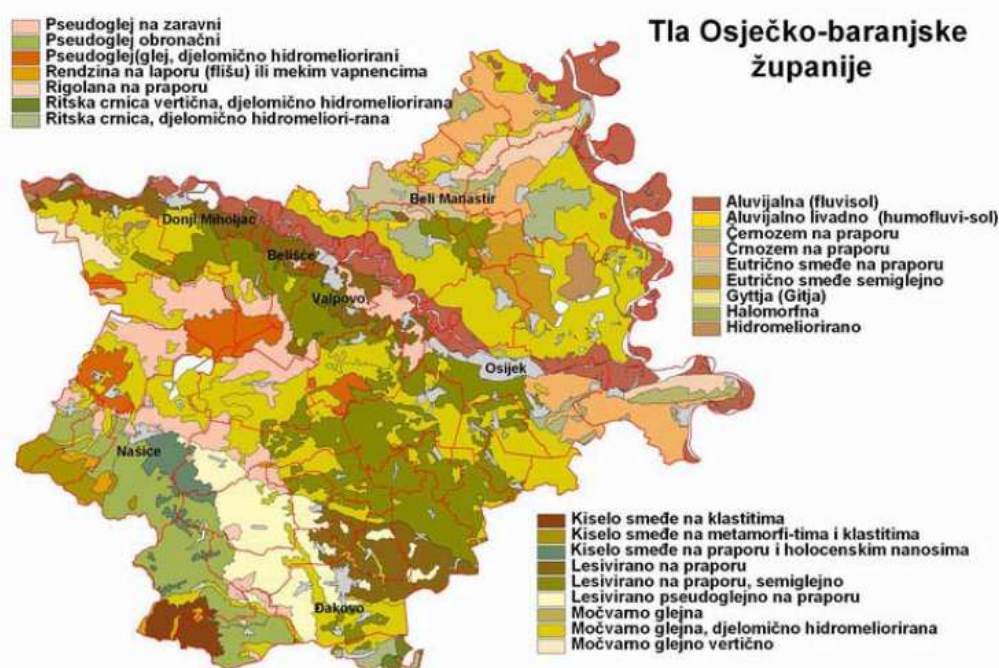 Tla Osječko-baranjske
županije
Pseudoglej na zaravni
Pseudoglej obronačni
Pseudoglej(glej, djelomično hidromeliorirani
Rendzina na laporu (flišu) ili mekim vapnencima
Rigolana na praporu
Ritska crnica vertična, djelomično hidromeliorirana
Ritska crnica, djelomično hidromeliori-rana
Beli Manastir
Donji Miholjac
Belišće
Valpovo
Osijek
Našice
Đakovo
Aluvijalna (fluvisol)
Aluvijalno livadno (humofluvi-sol)
Černozem na praporu
Črnozem na praporu
Eutrično smeđe na praporu
Eutrično smeđe semiglejno
Gyttja (Gitja)
Halomorfna
Hidromeliorirano
Kiselo smeđe na klastitima
Kiselo smeđe na metamorfi-tima i klastitima
Kiselo smeđe na praporu i holocenskim nanosima
Lesivirano na praporu
Lesivirano na praporu, semiglejno
Lesivirano pseudoglejno na praporu
Močvarno glejna
Močvarno glejna, djelomično hidromeliorirana
Močvarno glejno vertično